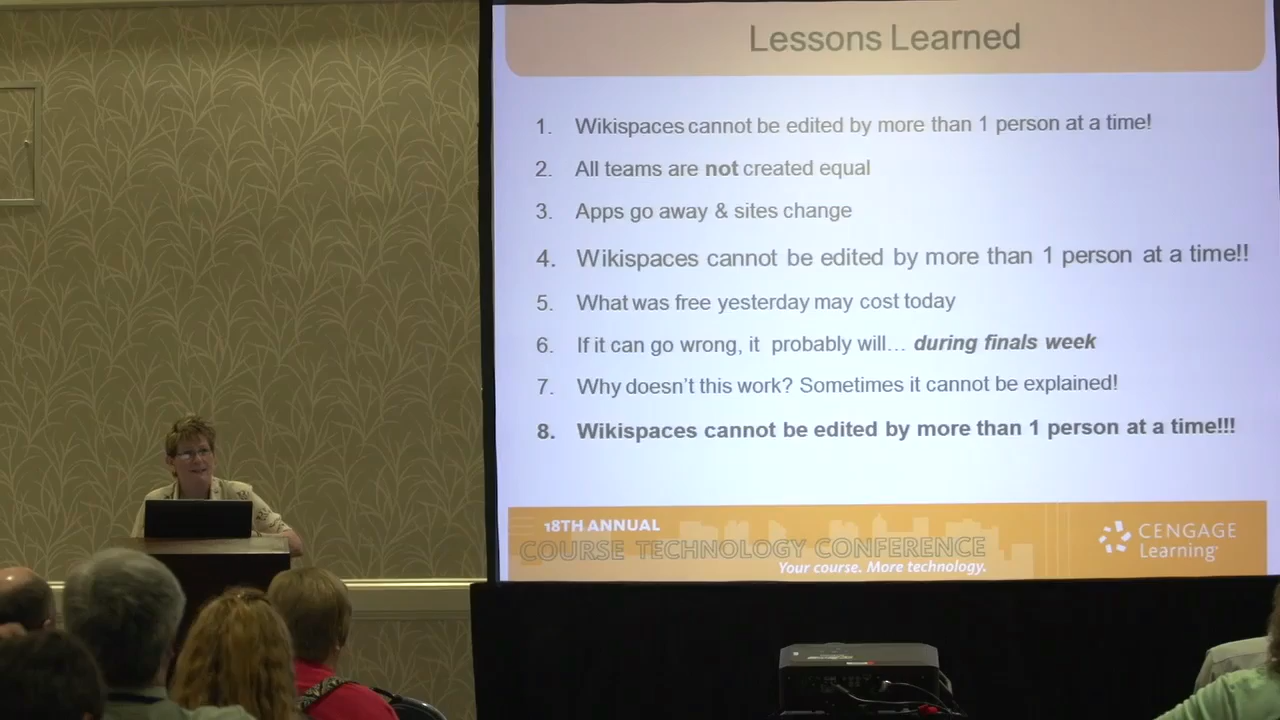 Lessons Learned
1. Wikispaces cannot be edited by more than 1 person at a time!
2. All teams are not created equal
3. Apps go away & sites change
4. Wikispaces cannot be edited by more than 1 person at a time!!
5. What was free yesterday may cost today
6. If it can go wrong, it probably will... during finals week
7. Why doesn't this work? Sometimes it cannot be explained!
8. Wikispaces cannot be edited by more than 1 person at a time!!!
18TH ANNUAL
COURSE TECHNOLOGY CONFERENCE
Your course. More technology.
CENGAGE
Learning